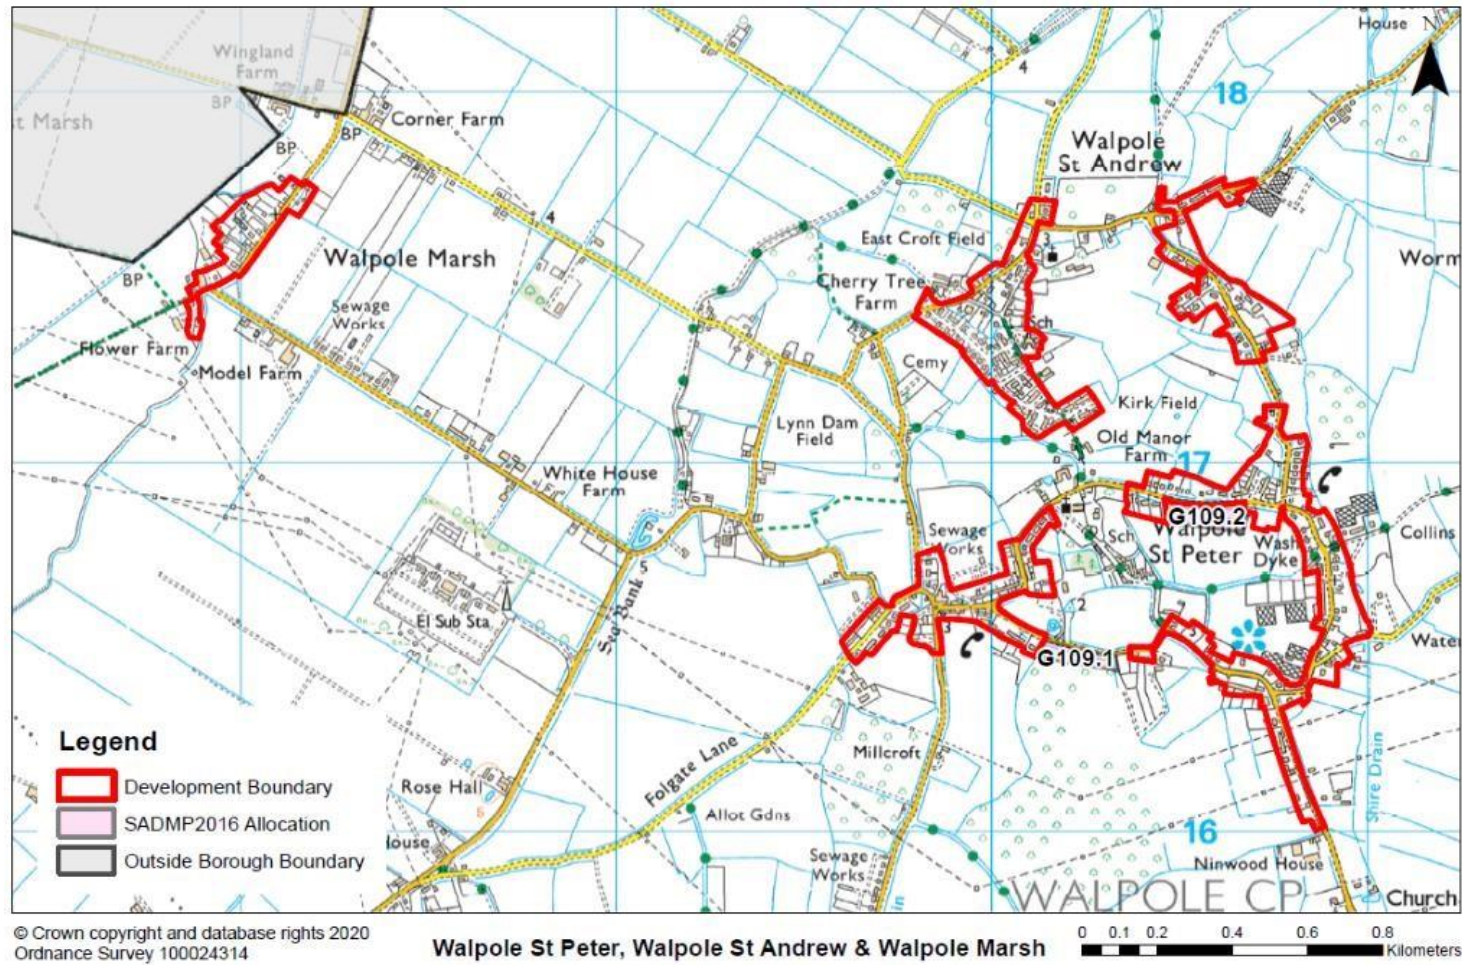 House
N
Wingland
Farm
4
18
BP
st Marsh
Corner Farm
BP
BP
Walpole
St Andrew
4
3
East Croft Field
Walpole Marsh
Worm
BP
Cherry Tree
Farm
Sewage
Works
Sch
Flower Farm
Model Farm
Cemy
Kirk Field
Lynn Dam
Field
Old Manor
Farm
17
White House
Farm
G109.2
Sewage
Works
Sch
Walpole
St Peter
Wash
Dyke
Collins
5
El Sub Sta
Sea Bank
2
3
Water
G109.1
Legend
Development Boundary
SADMP2016 Allocation
Outside Borough Boundary
Millcroft
Rose Hall
Folgate Lane
Shire Drain
Allot Gdns
16
House
Sewage
Works
Ninwood House
WALPOLE CP
Church
in
© Crown copyright and database rights 2020
Ordnance Survey 100024314
Walpole St Peter, Walpole St Andrew & Walpole Marsh
0 0.1 0.2 0.4 0.6 0.8
Kilometers